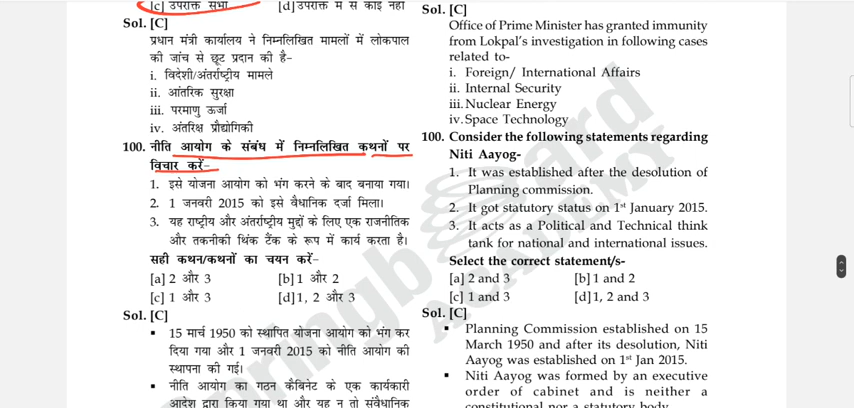 [c] उपरोक्त सभी [d] उपरोक्त में से कोई नहीं
Sol. [C]
प्रधान मंत्री कार्यालय ने निम्नलिखित मामलों में लोकपाल
की जांच से छूट प्रदान की है-
i. विदेशी/अंतर्राष्ट्रीय मामले
ii. आंतरिक सुरक्षा
iii. परमाणु ऊर्जा
iv. अंतरिक्ष प्रौद्योगिकी
100. नीति आयोग के संबंध में निम्नलिखित कथनों पर
विचार करें-
1. इसे योजना आयोग को भंग करने के बाद बनाया गया।
2. 1 जनवरी 2015 को इसे वैधानिक दर्जा मिला।
3. यह राष्ट्रीय और अंतर्राष्ट्रीय मुद्दों के लिए एक राजनीतिक
और तकनीकी थिंक टैंक के रूप में कार्य करता है।
सही कथन/कथनों का चयन करें-
[a] 2 और 3 [b] 1 और 2
[c] 1 और 3 [d] 1, 2 और 3
Sol. [C]
▪ 15 मार्च 1950 को स्थापित योजना आयोग को भंग कर
दिया गया और 1 जनवरी 2015 को नीति आयोग की
स्थापना की गई।
▪ नीति आयोग का गठन कैबिनेट के एक कार्यकारी
आदेश द्वारा किया गया था और यह न तो संवैधानिक
Sol. [C]
Office of Prime Minister has granted immunity
from Lokpal's investigation in following cases
related to-
i. Foreign/ International Affairs
ii. Internal Security
iii. Nuclear Energy
iv. Space Technology
100. Consider the following statements regarding
Niti Aayog-
1. It was established after the desolution of
Planning commission.
2. It got statutory status on 1st January 2015.
3. It acts as a Political and Technical think
tank for national and international issues.
Select the correct statement/s-
[a] 2 and 3 [b] 1 and 2
[c] 1 and 3 [d] 1, 2 and 3
Sol. [C]
▪ Planning Commission established on 15
March 1950 and after its desolution, Niti
Aayog was established on 1st Jan 2015.
▪ Niti Aayog was formed by an executive
order of cabinet and is neither a
constitutional nor a statutory body
ACADEMY